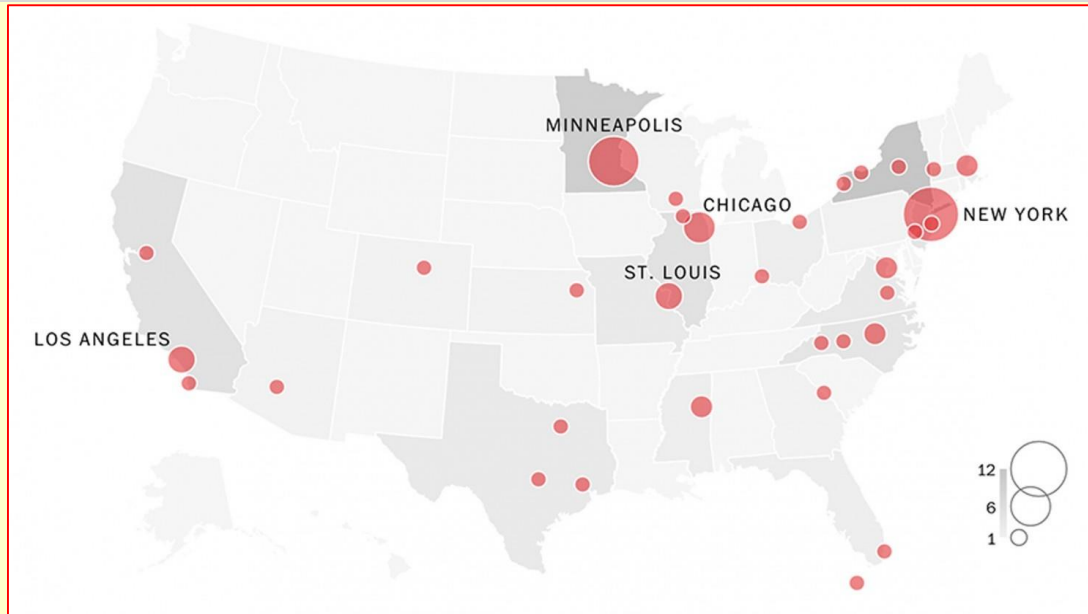 MINNEAPOLIS
CHICAGO
NEW YORK
ST. LOUIS
LOS ANGELES
12
6
1